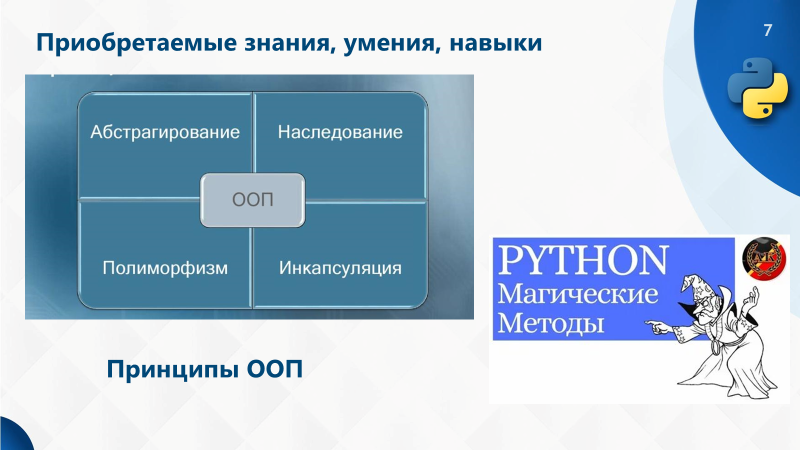 Приобретаемые знания, умения, навыки
7
Абстрагирование
Наследование
ООП
Полиморфизм
Инкапсуляция
PYTHON
Магические
Методы
Принципы ООП